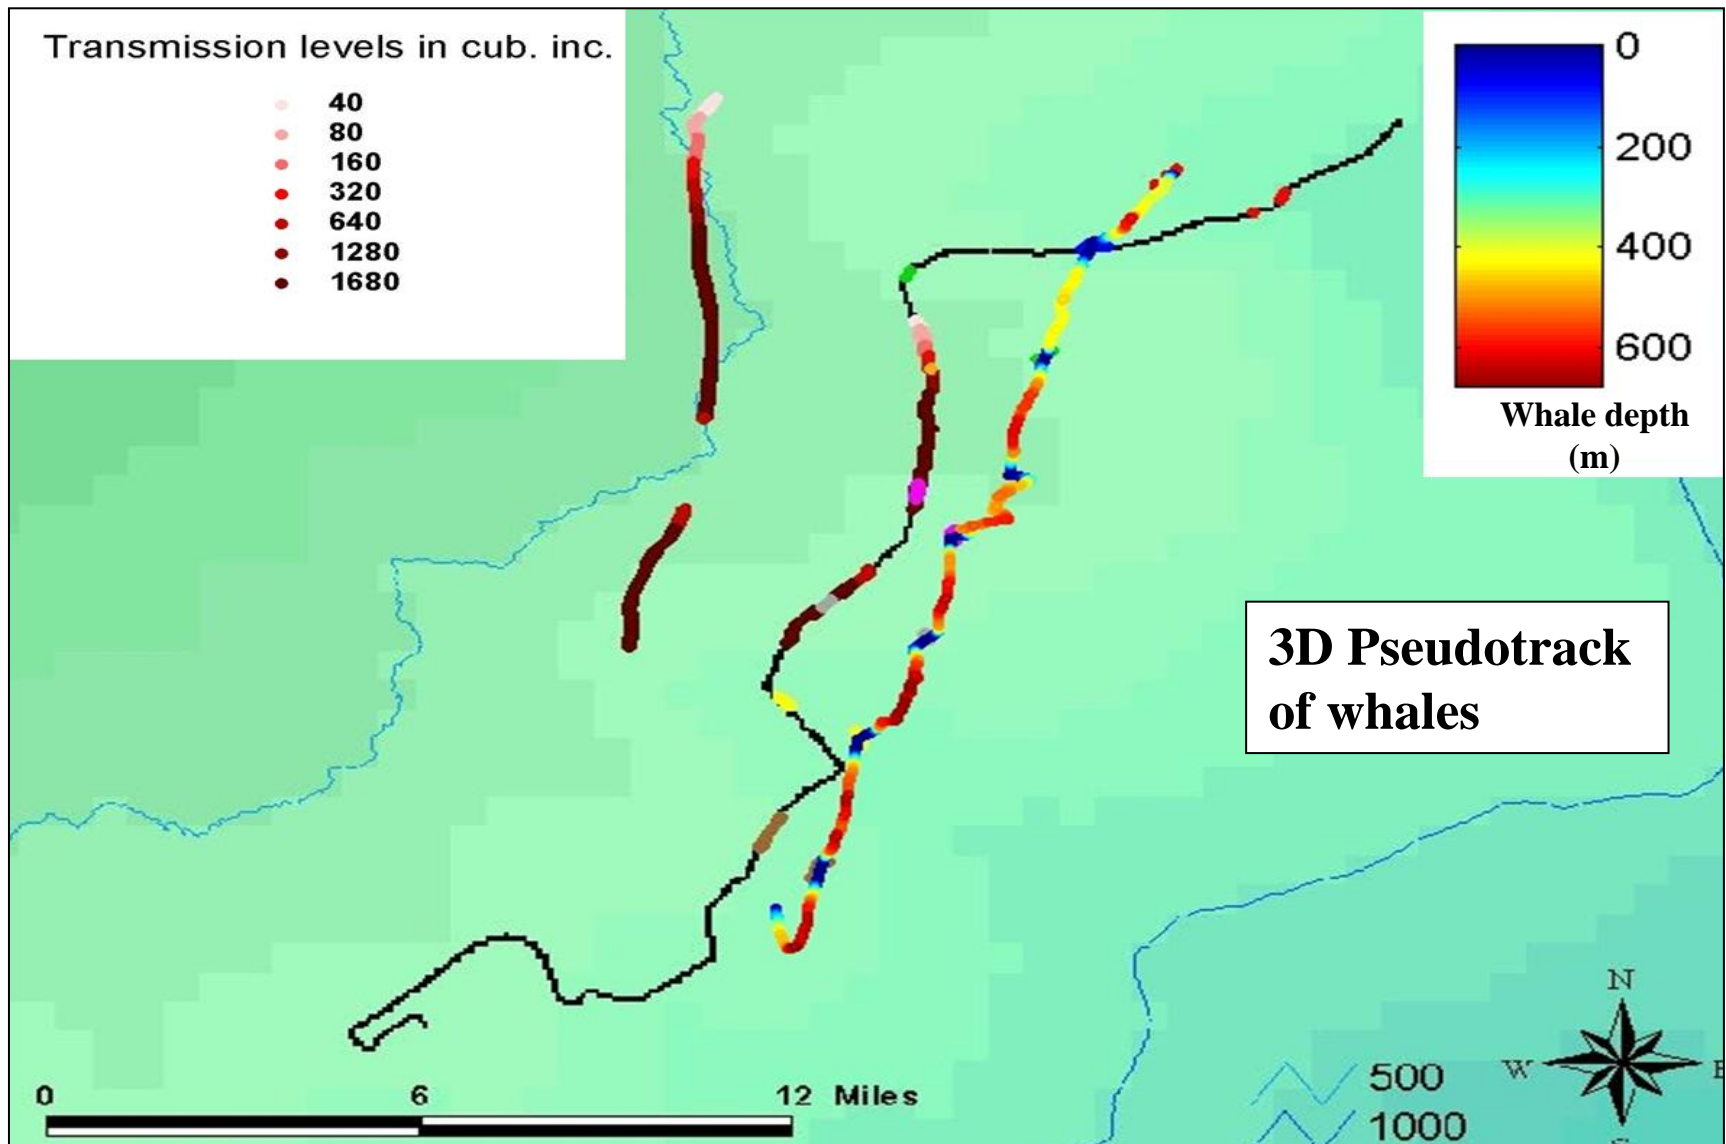 Transmission levels in cub. inc.
40
80
160
320
640
1280
1680
0
200
400
600
Whale depth
(m)
3D Pseudotrack
of whales
N
W
0 6 12 Miles
500
1000